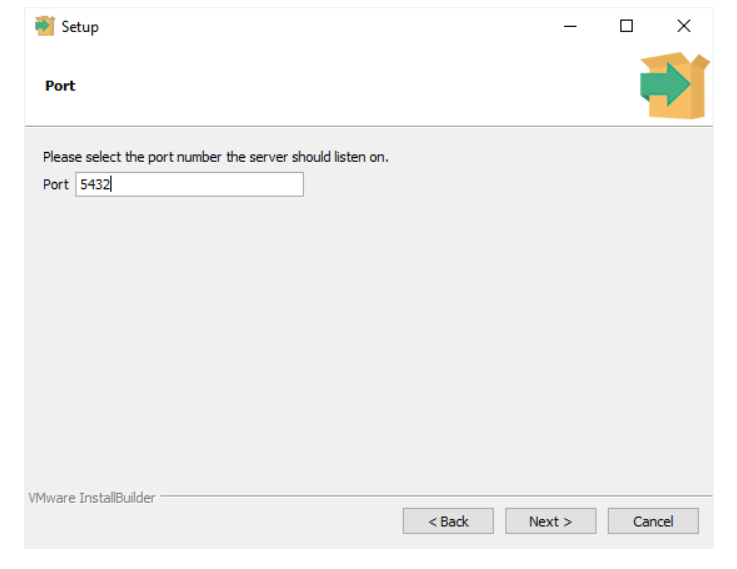 Setup
Port
Please select the port number the server should listen on.
Port 5432
VMware InstallBuilder
< Back Next > Cancel